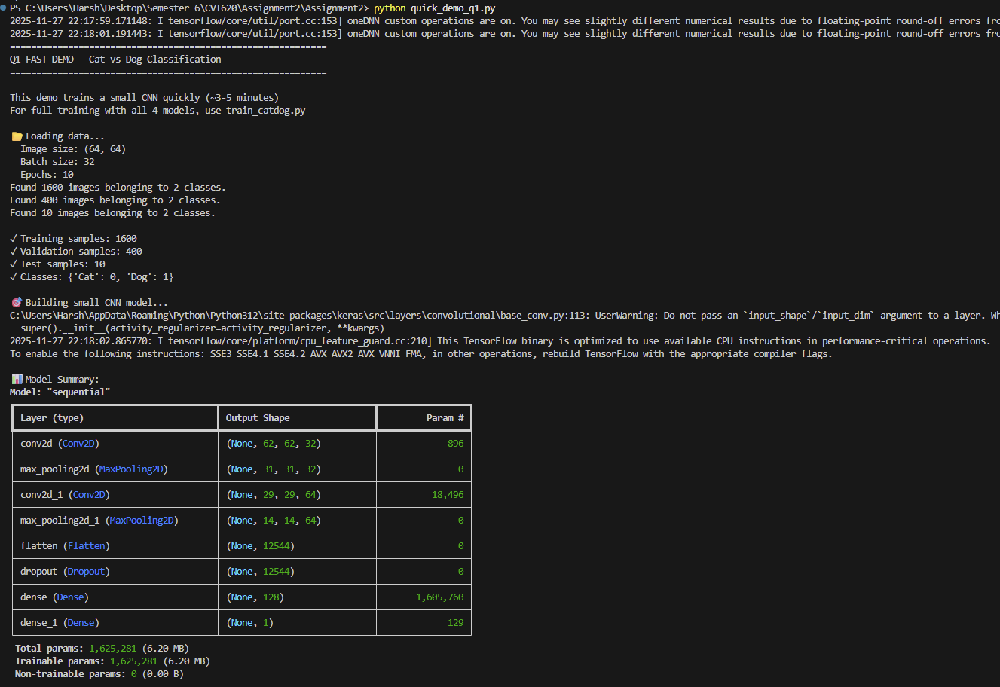 PS C:\Users\Harsh\Desktop\Semester 6\CVI620\Assignment2\Assignment2> python quick_demo_q1.py
2025-11-27 22:17:59.171148: I tensorflow/core/util/port.cc:153] oneDNN custom operations are on. You may see slightly different numerical results due to floating-point round-off errors fro
2025-11-27 22:18:01.191443: I tensorflow/core/util/port.cc:153] oneDNN custom operations are on. You may see slightly different numerical results due to floating-point round-off errors fro
============================================================
Q1 FAST DEMO - Cat vs Dog Classification
============================================================
This demo trains a small CNN quickly (~3-5 minutes)
For full training with all 4 models, use train_catdog.py
📁 Loading data...
Image size: (64, 64)
Batch size: 32
Epochs: 10
Found 1600 images belonging to 2 classes.
Found 400 images belonging to 2 classes.
Found 10 images belonging to 2 classes.
✓ Training samples: 1600
✓ Validation samples: 400
✓ Test samples: 10
✓ Classes: {'Cat': 0, 'Dog': 1}
🎯 Building small CNN model...
C:\Users\Harsh\AppData\Roaming\Python\Python312\site-packages\keras\src\layers\convolutional\base_conv.py:113: UserWarning: Do not pass an `input_shape`/`input_dim` argument to a layer. Wh
super().__init__(activity_regularizer=activity_regularizer, **kwargs)
2025-11-27 22:18:02.865770: I tensorflow/core/platform/cpu_feature_guard.cc:210] This TensorFlow binary is optimized to use available CPU instructions in performance-critical operations.
To enable the following instructions: SSE3 SSE4.1 SSE4.2 AVX AVX2 AVX_VNNI FMA, in other operations, rebuild TensorFlow with the appropriate compiler flags.
📊 Model Summary:
Model: "sequential"
Layer (type) Output Shape Param #
conv2d (Conv2D) (None, 62, 62, 32) 896
max_pooling2d (MaxPooling2D) (None, 31, 31, 32) 0
conv2d_1 (Conv2D) (None, 29, 29, 64) 18,496
max_pooling2d_1 (MaxPooling2D) (None, 14, 14, 64) 0
flatten (Flatten) (None, 12544) 0
dropout (Dropout) (None, 12544) 0
dense (Dense) (None, 128) 1,605,760
dense_1 (Dense) (None, 1) 129
Total params: 1,625,281 (6.20 MB)
Trainable params: 1,625,281 (6.20 MB)
Non-trainable params: 0 (0.00 B)